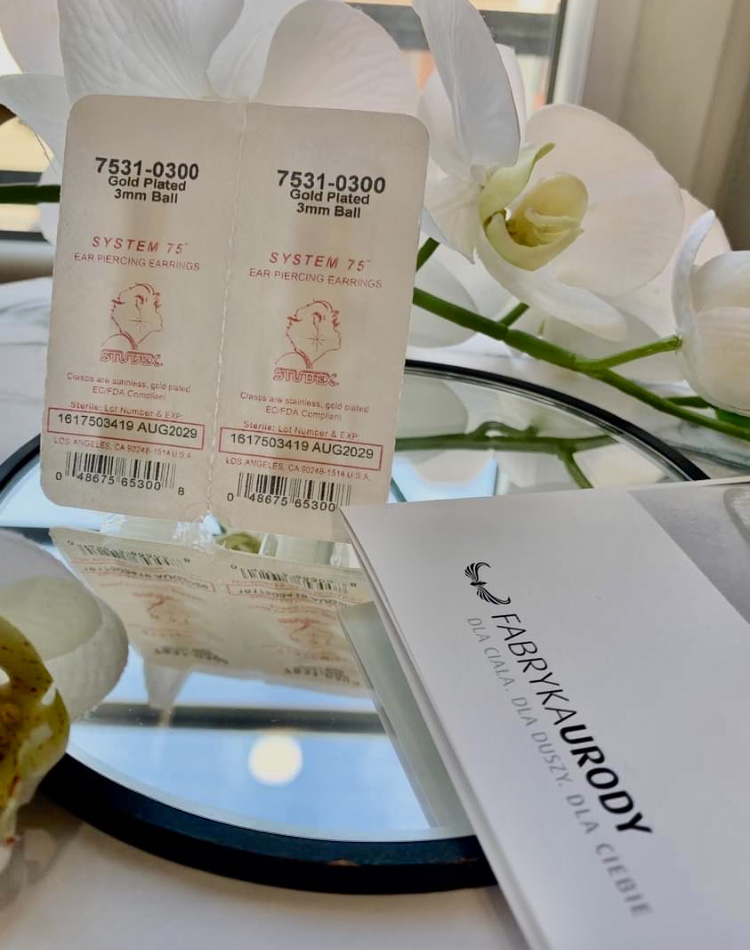 7531-0300
Gold Plated
3mm Ball
SYSTEM 75™
EAR PIERCING EARRINGS
STUDEX
Clasps are stainless, gold plated
EC/FDA Compliant
Sterile: Lot Number & EXP:
1617503419 AUG2029
LOS ANGELES, CA 90248-1514 U.S.A.
0 48675 65300 8
7531-0300
Gold Plated
3mm Ball
SYSTEM 75™
EAR PIERCING EARRINGS
STUDEX
Clasps are stainless, gold plated
EC/FDA Compliant
Sterile: Lot Number & EXP:
1617503419 AUG2029
LOS ANGELES, CA 90248-1514 U.S.A.
0 48675 65300
FABRYKAURODY
DLA CIAŁA. DLA DUSZY. DLA CIEBIE